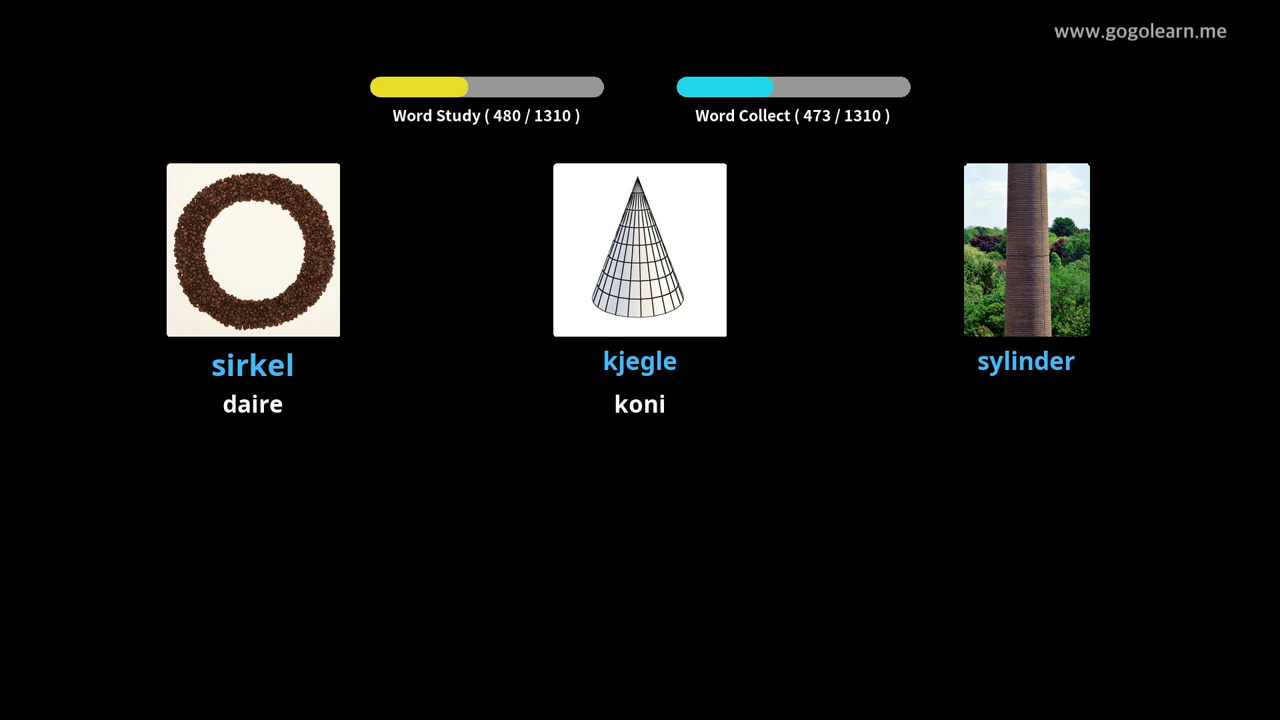 www.gogolearn.me
Word Study ( 480 / 1310 )
Word Collect ( 473 / 1310 )
sirkel
kjegle
sylinder
daire
koni